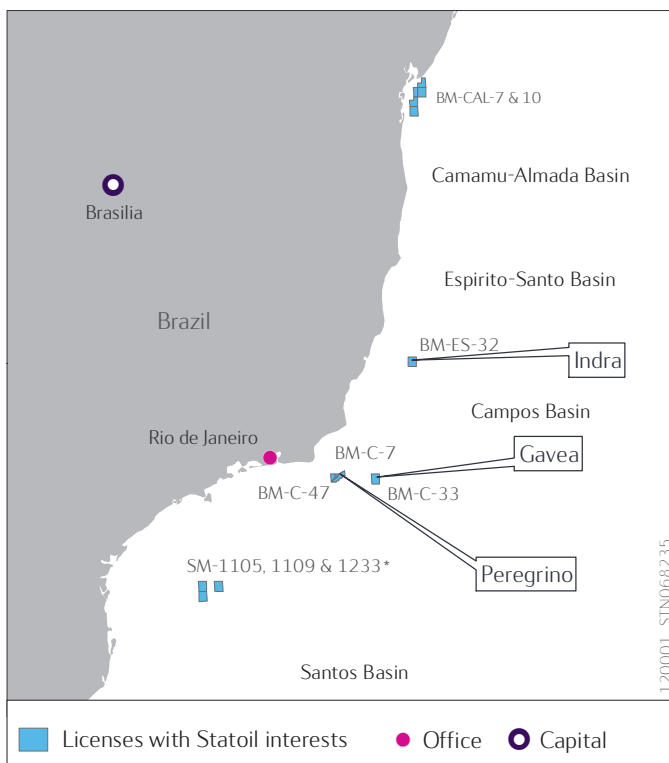 BM-CAL-7 & 10
Camamu-Almada Basin
Brasilia
Espirito-Santo Basin
Brazil
BM-ES-32
Indra
Campos Basin
Rio de Janeiro
BM-C-7
Gavea
BM-C-47
BM-C-33
SM-1105, 1109 & 1233*
Peregrino
Santos Basin
120001_STN068235
Licenses with Statoil interests
Office
Capital